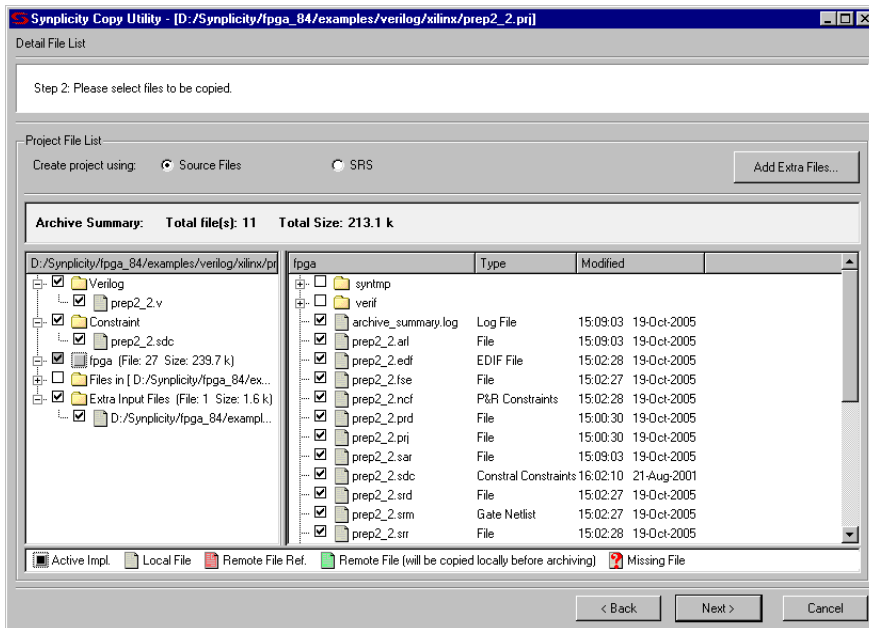 Synplicity Copy Utility - [D:/Synplicity/fpga_84/examples/verilog/xilinx/prep2_2.prj]
Detail File List
Step 2: Please select files to be copied.
Project File List
Create project using: Source Files SRS Add Extra Files...
Archive Summary: Total file(s): 11 Total Size: 213.1 k
D:/Synplicity/fpga_84/examples/verilog/xilinx/pr
Verilog
prep2_2.v
Constraint
prep2_2.sdc
fpga (File: 27 Size: 239.7 k)
Files in [ D:/Synplicity/fpga_84/ex...
Extra Input Files (File: 1 Size: 1.6 k)
D:/Synplicity/fpga_84/exampl...
fpga Type Modified
syntmp
verif
archive_summary.log Log File 15:09:03 19-Oct-2005
prep2_2.arl File 15:09:03 19-Oct-2005
prep2_2.edf EDIF File 15:02:28 19-Oct-2005
prep2_2.fse File 15:02:27 19-Oct-2005
prep2_2.ncf P&R Constraints 15:02:28 19-Oct-2005
prep2_2.prd File 15:00:30 19-Oct-2005
prep2_2.prj File 15:00:30 19-Oct-2005
prep2_2.sar File 15:09:03 19-Oct-2005
prep2_2.sdc Constral Constraints 16:02:10 21-Aug-2001
prep2_2.srd File 15:02:27 19-Oct-2005
prep2_2.srm Gate Netlist 15:02:27 19-Oct-2005
prep2_2.srr File 15:02:28 19-Oct-2005
Active Impl. Local File Remote File Ref. Remote File (will be copied locally before archiving) Missing File
< Back Next > Cancel